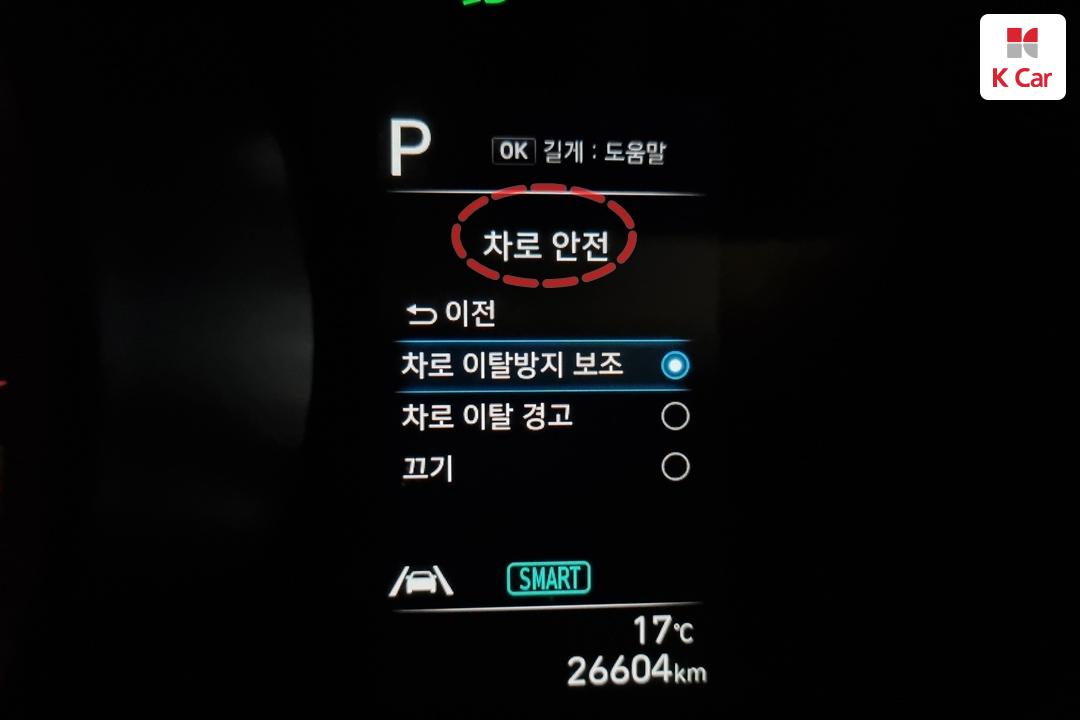 K Car
P
OK 길게 : 도움말
차로 안전
이전
차로 이탈방지 보조
차로 이탈 경고
끄기
SMART
17℃
26604km